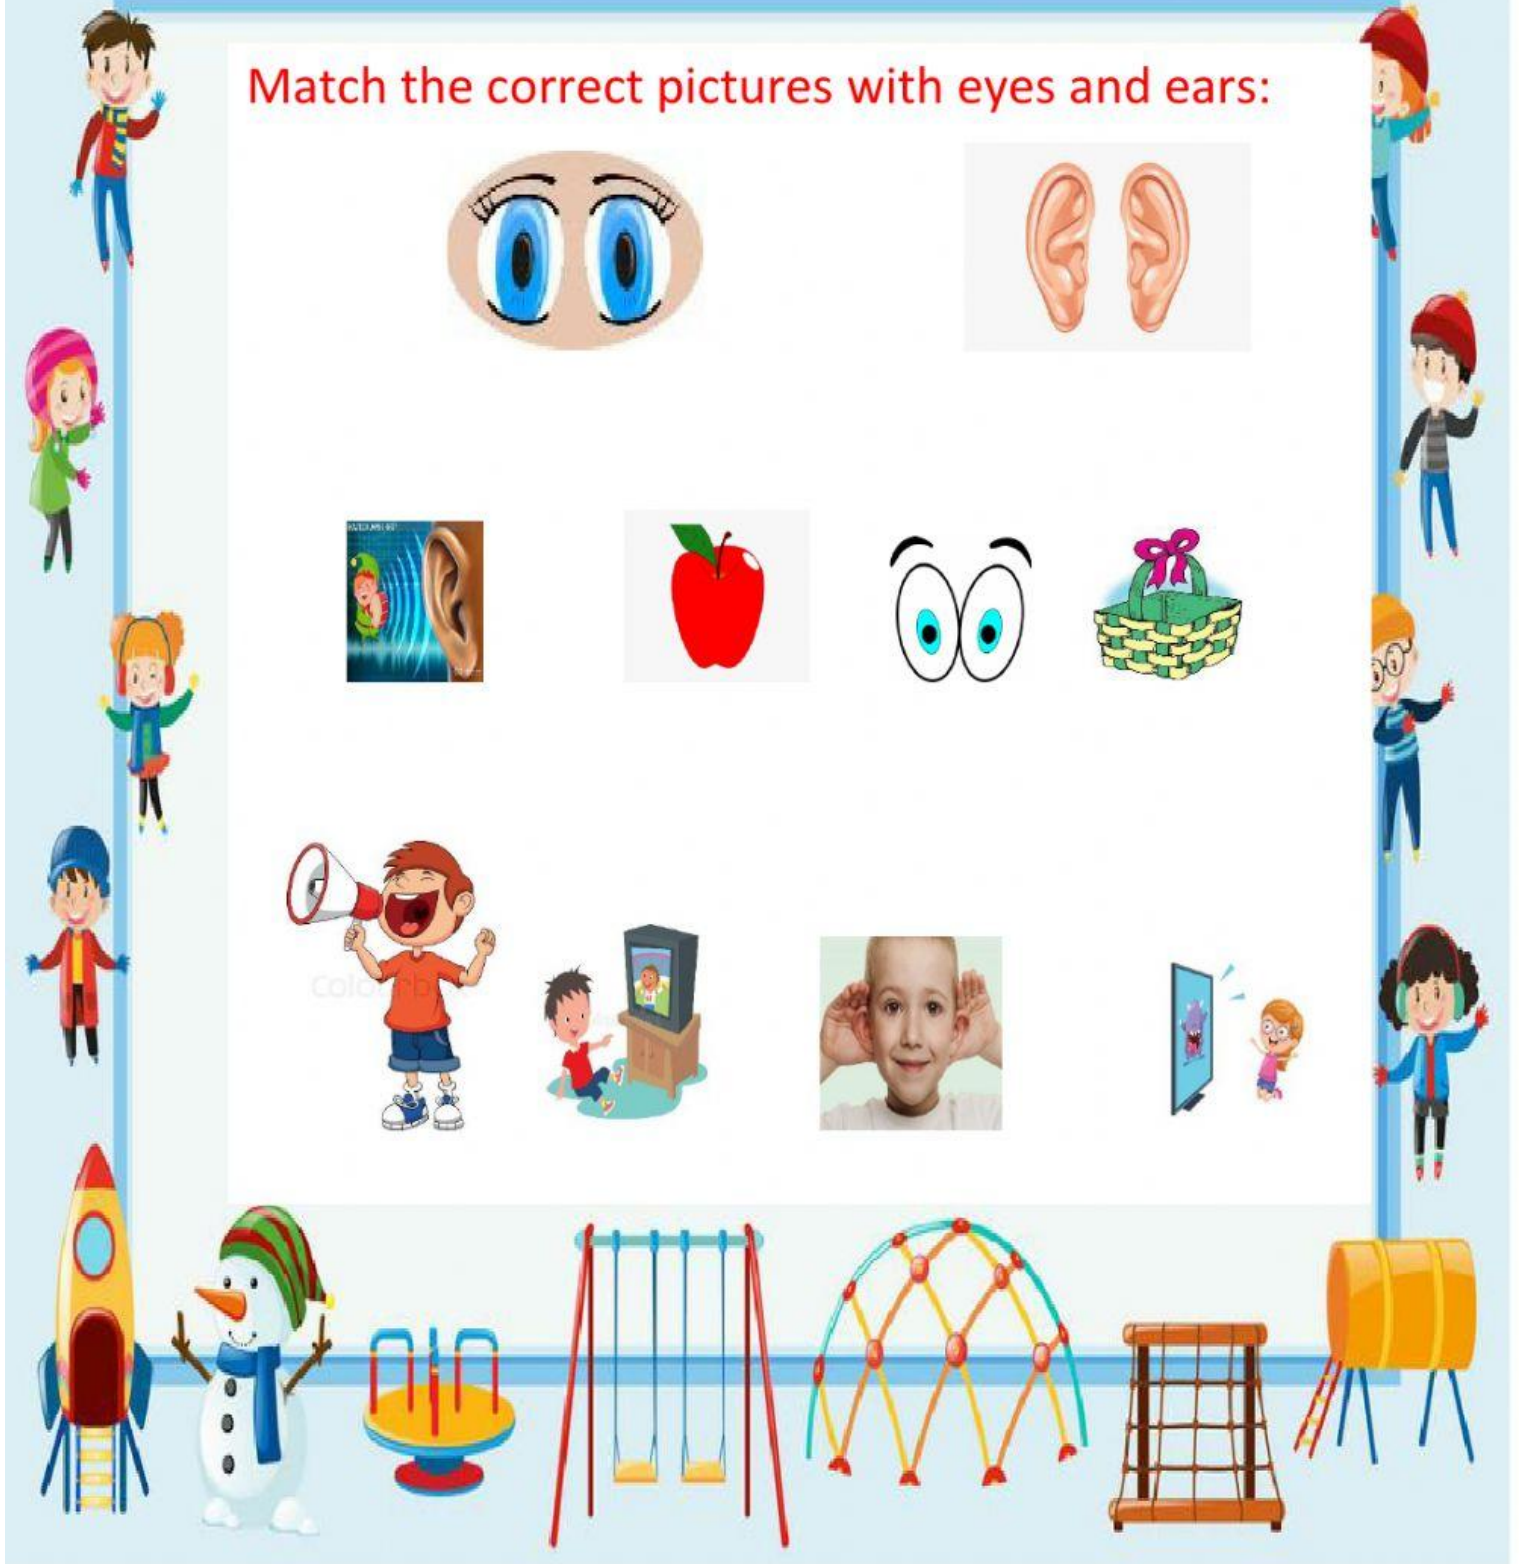 Match the correct pictures with eyes and ears: